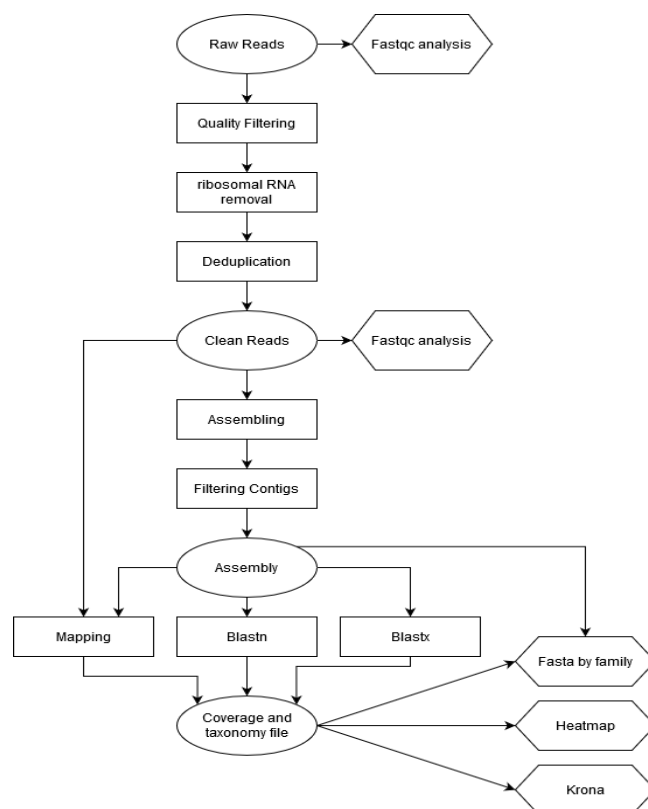 Raw Reads
Fastqc analysis
Quality Filtering
ribosomal RNA
removal
Deduplication
Clean Reads
Fastqc analysis
Assembling
Filtering Contigs
Assembly
Mapping
Blastn
Blastx
Fasta by family
Coverage and
taxonomy file
Heatmap
Krona